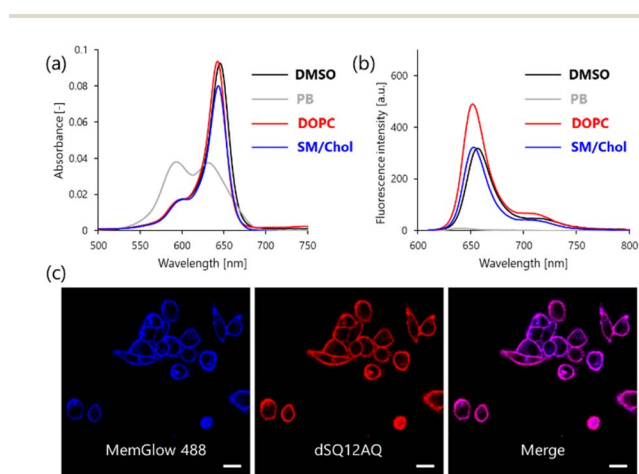 (a)
0.1
0.08
0.06
0.04
0.02
0
500 550 600 650 700 750
Absorbance [-]
Wavelength [nm]
DMSO
PB
DOPC
SM/Chol
(b)
600
400
200
0
600 650 700 750 800
Fluorescence intensity [a.u.]
Wavelength [nm]
DMSO
PB
DOPC
SM/Chol
(c)
MemGlow 488
dSQ12AQ
Merge